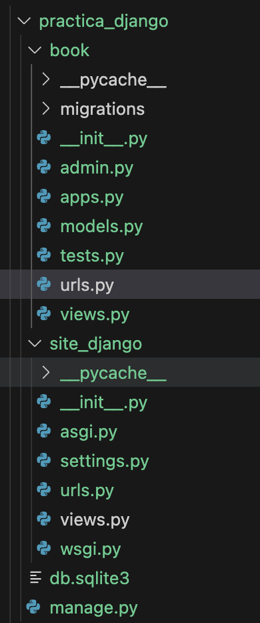 practica_django
book
__pycache__
migrations
__init__.py
admin.py
apps.py
models.py
tests.py
urls.py
views.py
site_django
__pycache__
__init__.py
asgi.py
settings.py
urls.py
views.py
wsgi.py
db.sqlite3
manage.py